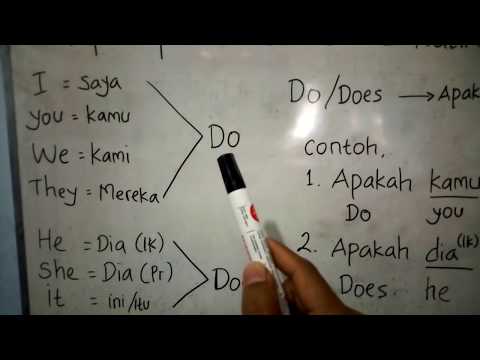 I = saya
you = kamu
We = kami
They = Mereka
Do
He = Dia (lk)
She = Dia (Pr)
it = ini/itu
Do
Do/Does → Apak
Contoh,
1. Apakah kamu
Do you
2. Apakah dia (lk)
Does he